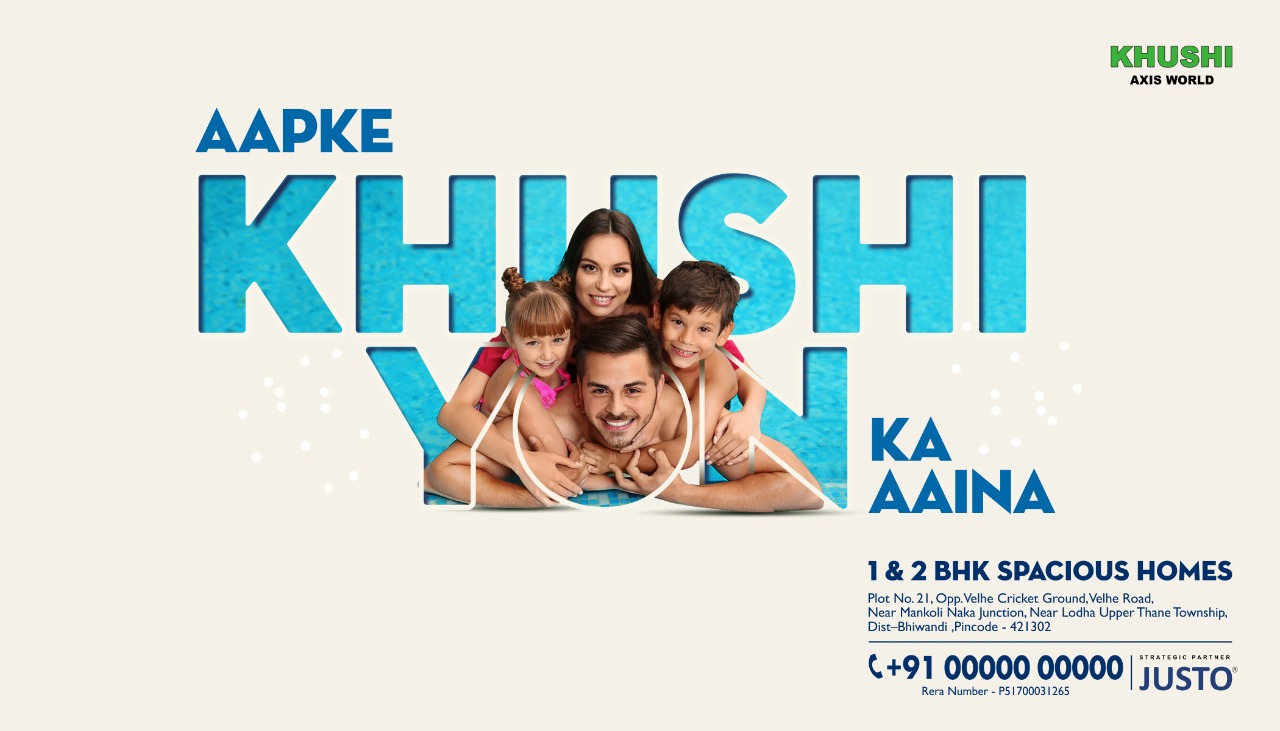 KHUSHI
AXIS WORLD
AAPKE
KHUSHI
YON
KA
AAINA
1 & 2 BHK SPACIOUS HOMES
Plot No. 21, Opp. Velhe Cricket Ground, Velhe Road,
Near Mankoli Naka Junction, Near Lodha Upper Thane Township,
Dist–Bhiwandi ,Pincode - 421302
+91 00000 00000
Rera Number - P51700031265
STRATEGIC PARTNER
JUSTO®